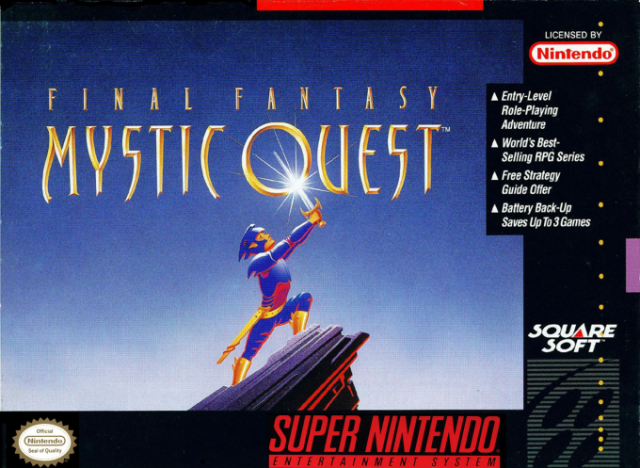 FINAL FANTASY
MYSTIC QUEST™
LICENSED BY
Nintendo®
▲ Entry-Level
Role-Playing
Adventure
▲ World's Best-
Selling RPG Series
▲ Free Strategy
Guide Offer
▲ Battery Back-Up
Saves Up To 3 Games
SQUARE
SOFT™
Official
Nintendo
Seal of Quality
SUPER NINTENDO
ENTERTAINMENT SYSTEM